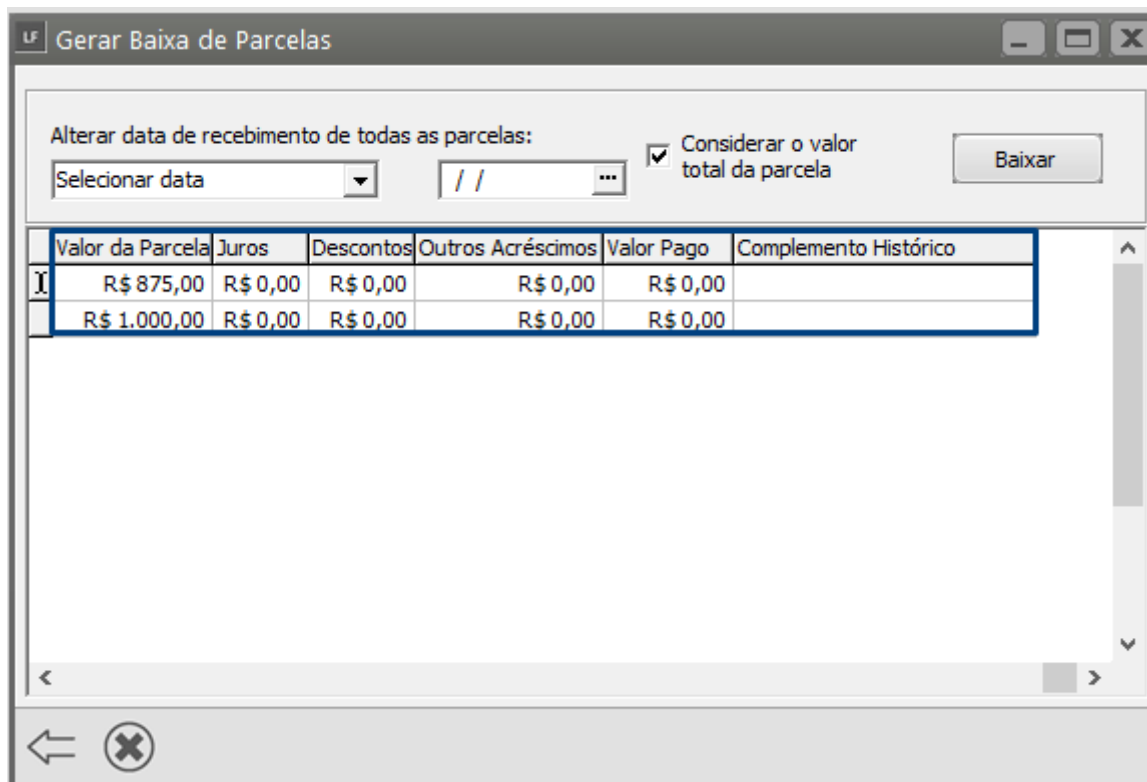 LF Gerar Baixa de Parcelas
Alterar data de recebimento de todas as parcelas:
Selecionar data
/ /
Considerar o valor
total da parcela
Baixar
Valor da Parcela Juros Descontos Outros Acréscimos Valor Pago Complemento Histórico
R$ 875,00 R$ 0,00 R$ 0,00 R$ 0,00 R$ 0,00
R$ 1.000,00 R$ 0,00 R$ 0,00 R$ 0,00 R$ 0,00